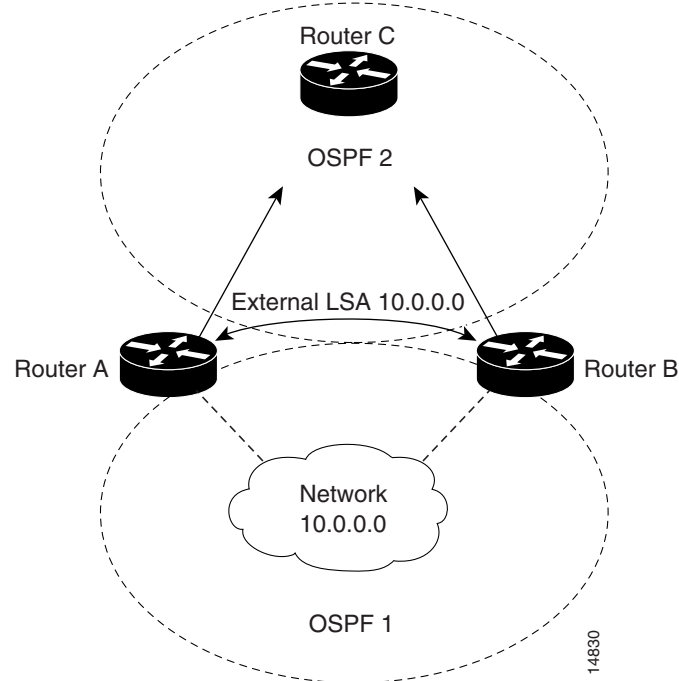 Router C
OSPF 2
External LSA 10.0.0.0
Router A
Router B
Network
10.0.0.0
OSPF 1
14830